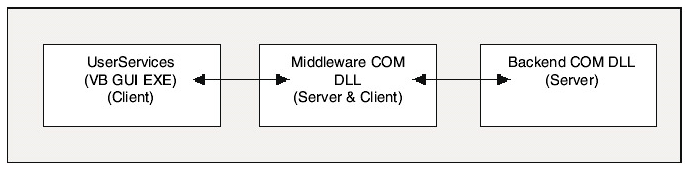 UserServices
(VB GUI EXE)
(Client)
Middleware COM
DLL
(Server & Client)
Backend COM DLL
(Server)